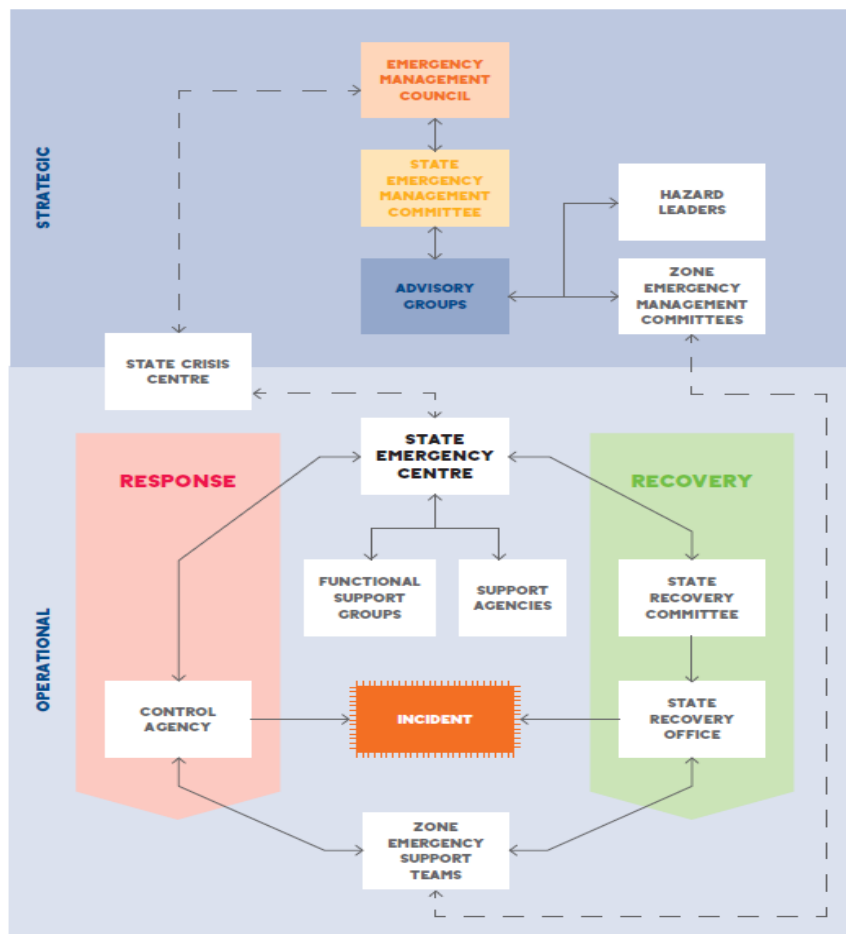 EMERGENCY
MANAGEMENT
COUNCIL
STRATEGIC
STATE
EMERGENCY
MANAGEMENT
COMMITTEE
HAZARD
LEADERS
ADVISORY
GROUPS
ZONE
EMERGENCY
MANAGEMENT
COMMITTEES
STATE CRISIS
CENTRE
STATE
EMERGENCY
CENTRE
RESPONSE
RECOVERY
FUNCTIONAL
SUPPORT
GROUPS
SUPPORT
AGENCIES
STATE
RECOVERY
COMMITTEE
OPERATIONAL
CONTROL
AGENCY
INCIDENT
STATE
RECOVERY
OFFICE
ZONE
EMERGENCY
SUPPORT
TEAMS